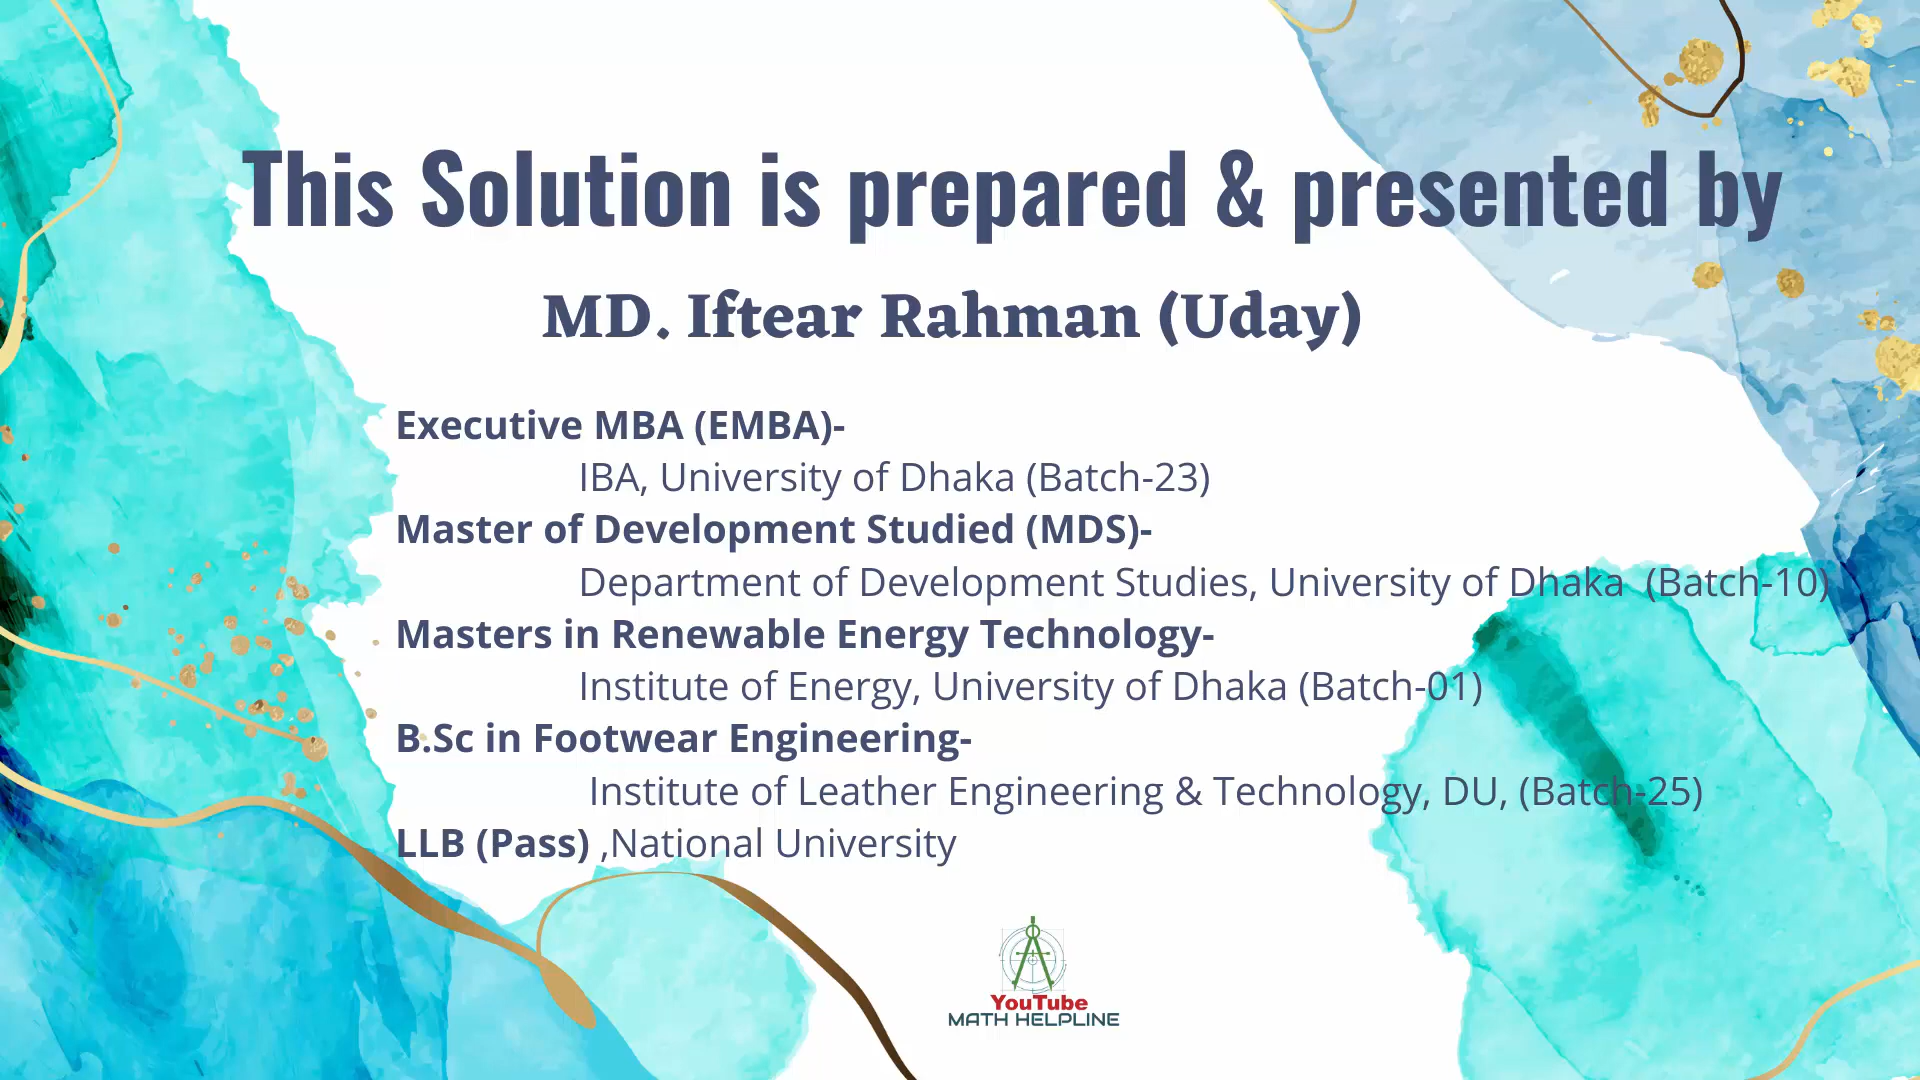 This Solution is prepared & presented by
MD. Iftear Rahman (Uday)
Executive MBA (EMBA)-
IBA, University of Dhaka (Batch-23)
Master of Development Studied (MDS)-
Department of Development Studies, University of Dhaka (Batch-10)
Masters in Renewable Energy Technology-
Institute of Energy, University of Dhaka (Batch-01)
B.Sc in Footwear Engineering-
Institute of Leather Engineering & Technology, DU, (Batch-25)
LLB (Pass) ,National University
YouTube
MATH HELPLINE